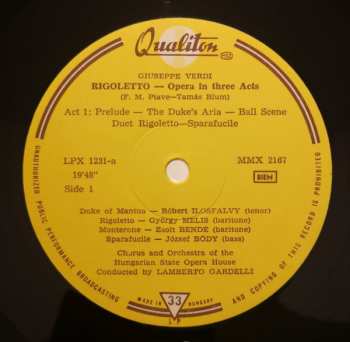 Qualiton
GIUSEPPE VERDI
RIGOLETTO — Opera in three Acts
(F. M. Piave—Tamás Blum)
Act 1: Prelude — The Duke's Aria — Ball Scene
Duet Rigoletto—Sparafucile
LPX 1231-a
MMX 2167
19'48"
Side 1
BIEM
Duke of Mantua — Róbert ILOSFALVY (tenor)
Rigoletto — György MELIS (baritone)
Monterone — Zsolt BENDE (baritone)
Sparafucile — József BODY (bass)
Chorus and Orchestra of the
Hungarian State Opera House
Conducted by LAMBERTO GARDELLI
UNAUTHORIZED PUBLIC PERFORMANCE BROADCASTING AND COPYING OF THIS RECORD IS PROHIBITED
MADE IN HUNGARY
33
LP